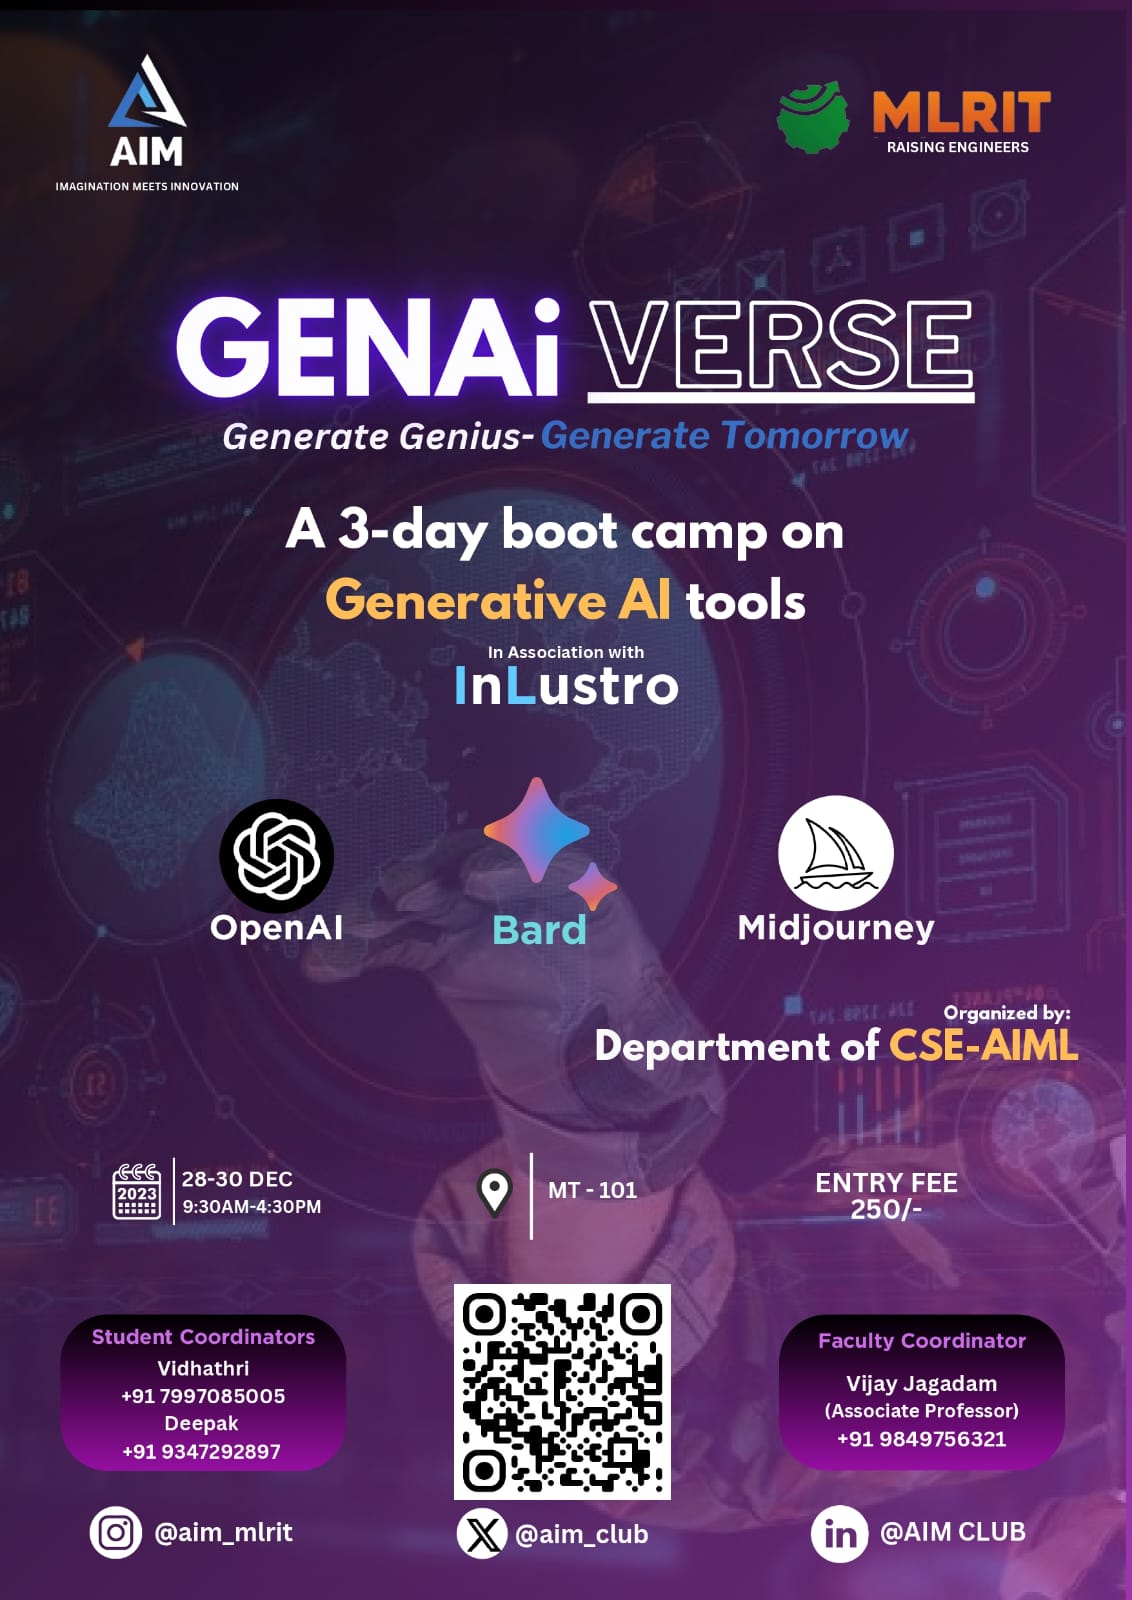 AIM
IMAGINATION MEETS INNOVATION
MLRIT
RAISING ENGINEERS
GENAi VERSE
Generate Genius- Generate Tomorrow
A 3-day boot camp on
Generative AI tools
In Association with
InLustro
OpenAI
Bard
Midjourney
Organized by:
Department of CSE-AIML
2023
28-30 DEC
9:30AM-4:30PM
MT - 101
ENTRY FEE
250/-
Student Coordinators
Vidhathri
+91 7997085005
Deepak
+91 9347292897
Faculty Coordinator
Vijay Jagadam
(Associate Professor)
+91 9849756321
@aim_mlrit
@aim_club
in
@AIM CLUB